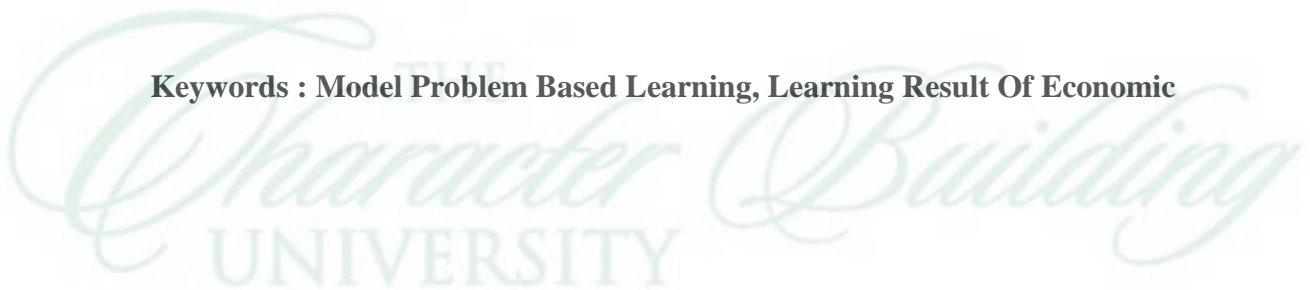 Keywords : Model Problem Based Learning, Learning Result Of Economic
THE
Character Building
UNIVERSITY